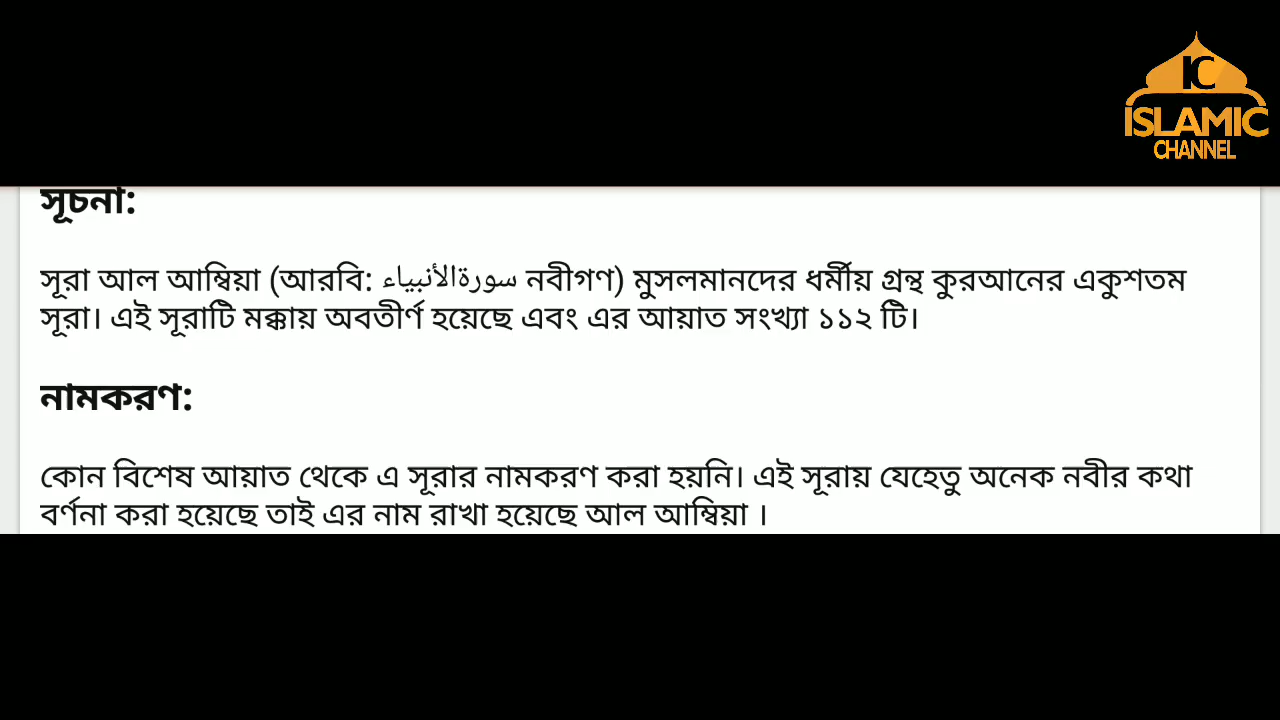 IC
ISLAMIC
CHANNEL
সূচনা:
সূরা আল আম্বিয়া (আরবি: سورةالأنبياء নবীগণ) মুসলমানদের ধর্মীয় গ্রন্থ কুরআনের একুশতম
সূরা। এই সূরাটি মক্কায় অবতীর্ণ হয়েছে এবং এর আয়াত সংখ্যা ১১২ টি।
নামকরণ:
কোন বিশেষ আয়াত থেকে এ সূরার নামকরণ করা হয়নি। এই সূরায় যেহেতু অনেক নবীর কথা
বর্ণনা করা হয়েছে তাই এর নাম রাখা হয়েছে আল আম্বিয়া ।